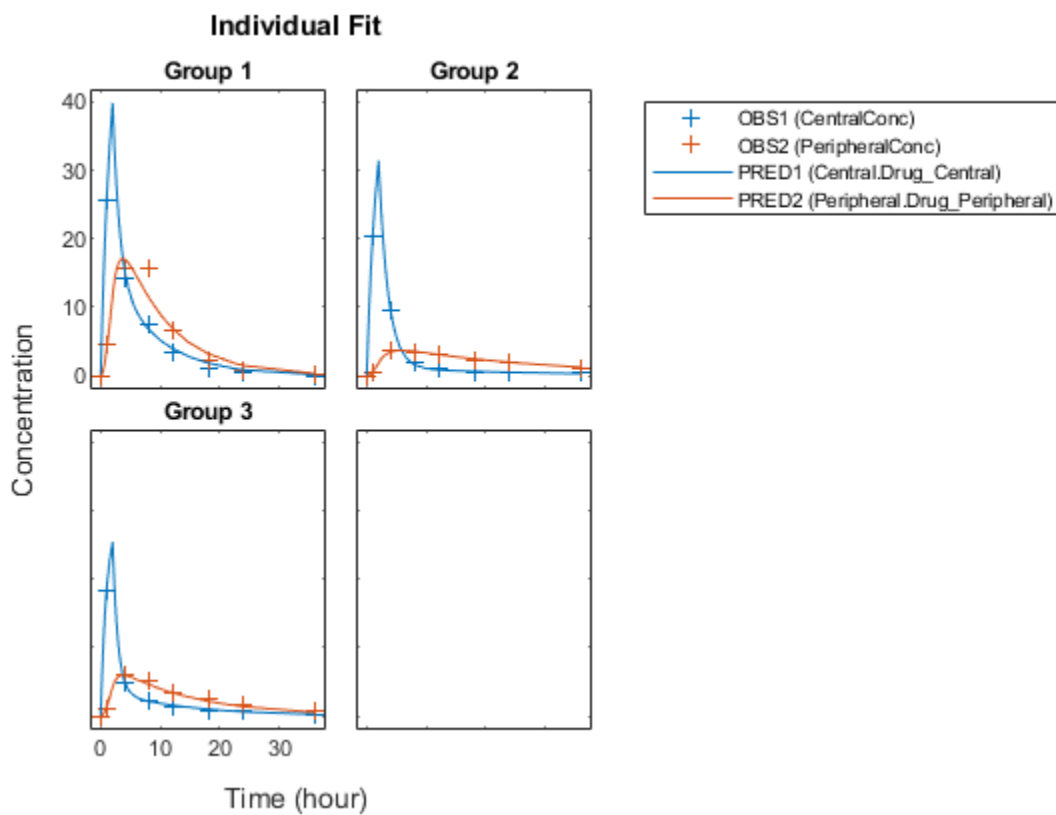 Individual Fit
Group 1
Group 2
OBS1 (CentralConc)
OBS2 (PeripheralConc)
PRED1 (Central.Drug_Central)
PRED2 (Peripheral.Drug_Peripheral)
40
30
20
10
0
Group 3
Concentration
0 10 20 30
Time (hour)